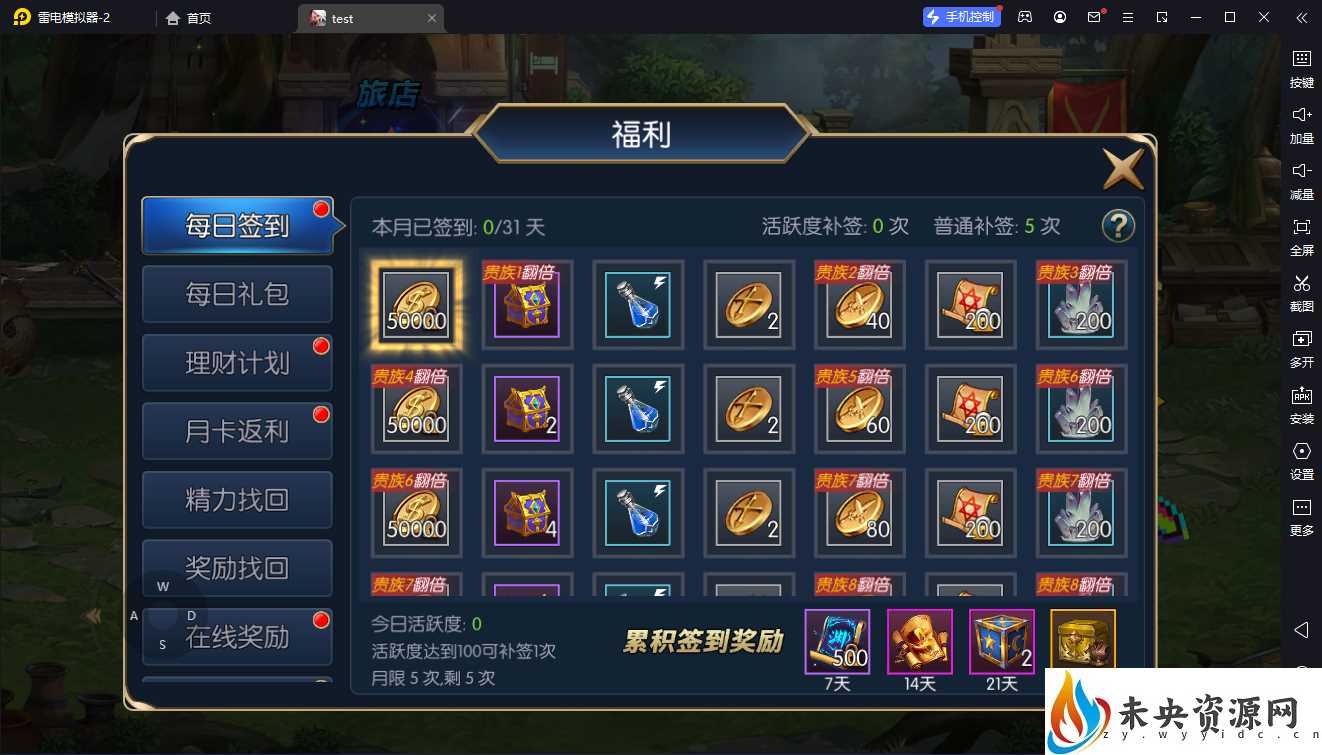 雷电模拟器-2
首页
test
手机控制
旅店
福利
按键
加量
减量
全屏
截图
多开
安装
设置
更多
每日签到
每日礼包
理财计划
月卡返利
精力找回
奖励找回
在线奖励
W
A
D
S
本月已签到: 0/31 天
活跃度补签: 0 次
普通补签: 5 次
?
50000
贵族1翻倍
2
贵族2翻倍
40
200
贵族3翻倍
200
贵族4翻倍
50000
2
2
贵族5翻倍
60
200
贵族6翻倍
200
贵族6翻倍
50000
4
2
贵族7翻倍
80
200
贵族7翻倍
200
贵族7翻倍
贵族8翻倍
贵族8翻倍
今日活跃度: 0
活跃度达到100可补签1次
月限 5 次,剩 5 次
累积签到奖励
500
7天
14天
2
21天
未央资源网
zy.wyyidc.cn